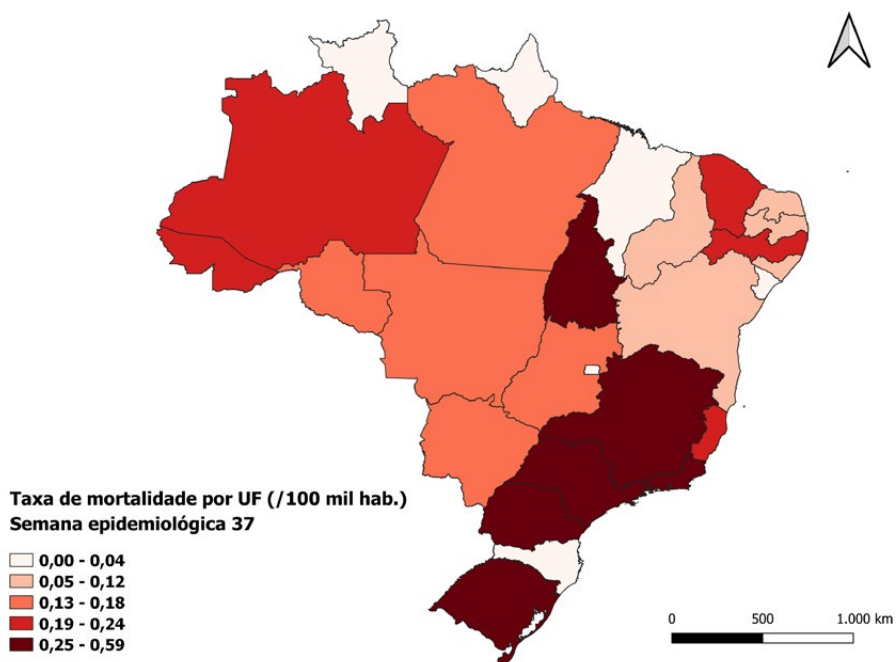 Taxa de mortalidade por UF (/100 mil hab.)
Semana epidemiológica 37
0,00 - 0,04
0,05 - 0,12
0,13 - 0,18
0,19 - 0,24
0,25 - 0,59
0 500 1.000 km